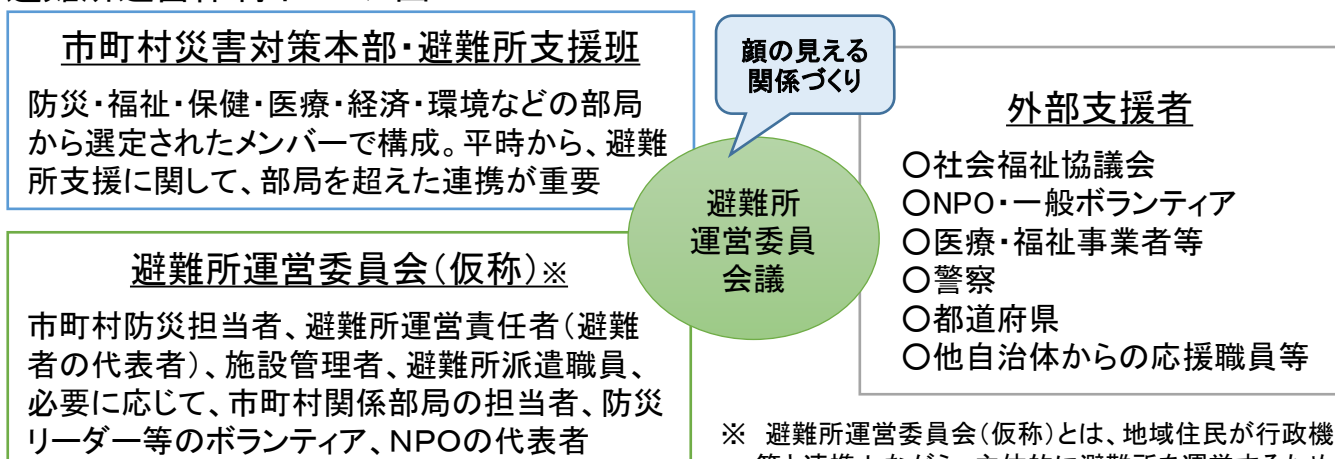 市町村災害対策本部・避難所支援班
防災・福祉・保健・医療・経済・環境などの部局
から選定されたメンバーで構成。平時から、避難
所支援に関して、部局を超えた連携が重要
避難所運営委員会(仮称)※
市町村防災担当者、避難所運営責任者(避難
者の代表者)、施設管理者、避難所派遣職員、
必要に応じて、市町村関係部局の担当者、防災
リーダー等のボランティア、NPOの代表者
顔の見える
関係づくり
避難所
運営委員
会議
外部支援者
〇社会福祉協議会
〇NPO・一般ボランティア
〇医療・福祉事業者等
〇警察
〇都道府県
〇他自治体からの応援職員等
※ 避難所運営委員会(仮称)とは、地域住民が行政機